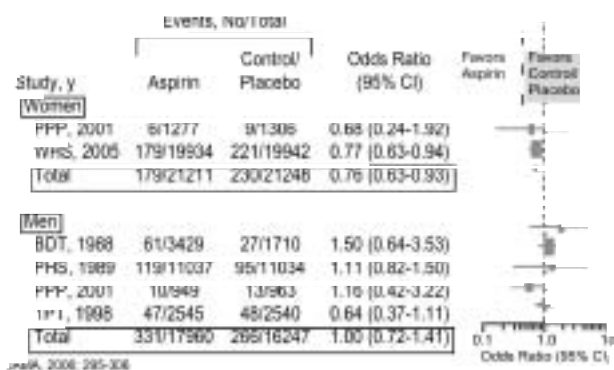 Events, No/Total
Control/ Odds Ratio Favors Favors
Study, y Aspirin Placebo (95% CI) Aspirin Control/ Placebo
Women
PPP, 2001 6/1277 9/1306 0.68 (0.24-1.92)
WHS, 2005 179/19934 221/19942 0.77 (0.63-0.94)
Total 179/21211 230/21248 0.76 (0.63-0.93)
Men
BDT, 1968 61/3429 27/1710 1.50 (0.64-3.53)
PHS, 1989 119/11037 95/11034 1.11 (0.82-1.50)
PPP, 2001 10/949 13/963 1.16 (0.42-3.22)
1998 47/2545 48/2540 0.64 (0.37-1.11)
Total 331/17960 266/16247 1.00 (0.72-1.41)
0.1 1.0
Odds Ratio (95% CI)
2006: 295-306